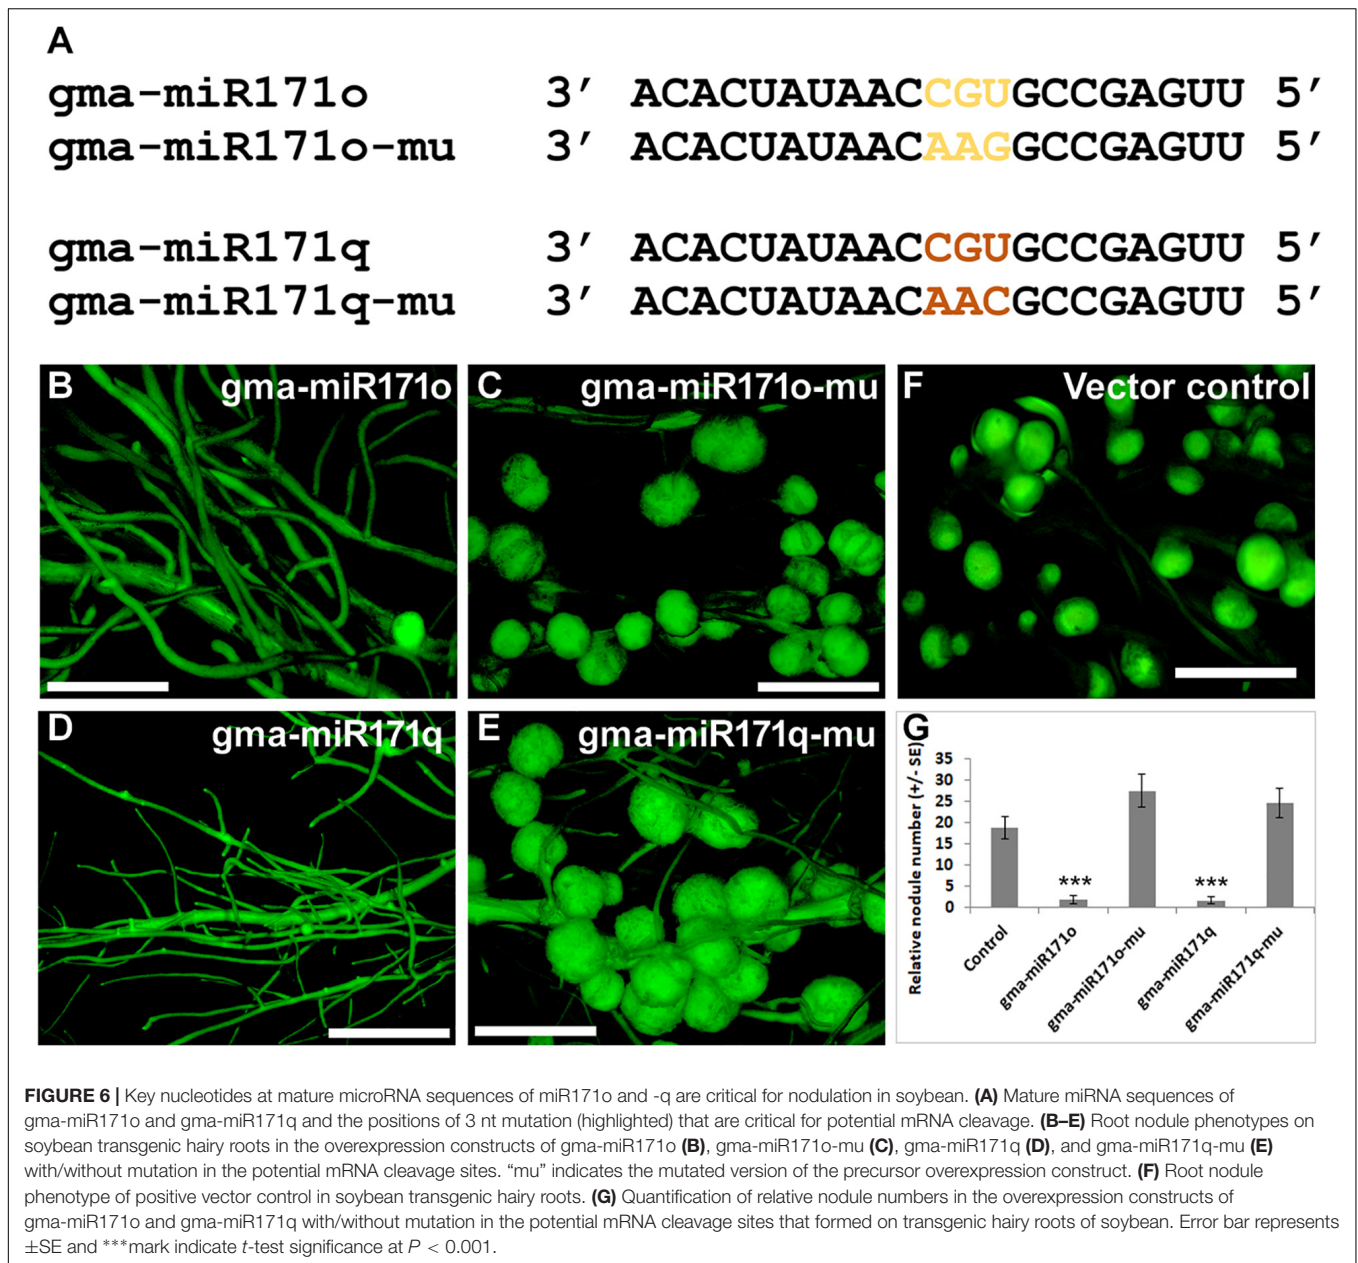 A
gma-miR171o 3′ ACACUAUAACCGUGCCGAGUU 5′
gma-miR171o-mu 3′ ACACUAUAACAAGGCCGAGUU 5′
gma-miR171q 3′ ACACUAUAACCGUGCCGAGUU 5′
gma-miR171q-mu 3′ ACACUAUAACAACGCCGAGUU 5′
B gma-miR171o
C gma-miR171o-mu
F Vector control
D gma-miR171q
E gma-miR171q-mu
G
Relative nodule number (+/- SE)
35
30
25
20
15
10
5
0
***
***
Control
gma-miR171o
gma-miR171o-mu
gma-miR171q
gma-miR171q-mu
FIGURE 6 | Key nucleotides at mature microRNA sequences of miR171o and -q are critical for nodulation in soybean. (A) Mature miRNA sequences of
gma-miR171o and gma-miR171q and the positions of 3 nt mutation (highlighted) that are critical for potential mRNA cleavage. (B–E) Root nodule phenotypes on
soybean transgenic hairy roots in the overexpression constructs of gma-miR171o (B), gma-miR171o-mu (C), gma-miR171q (D), and gma-miR171q-mu (E)
with/without mutation in the potential mRNA cleavage sites. “mu” indicates the mutated version of the precursor overexpression construct. (F) Root nodule
phenotype of positive vector control in soybean transgenic hairy roots. (G) Quantification of relative nodule numbers in the overexpression constructs of
gma-miR171o and gma-miR171q with/without mutation in the potential mRNA cleavage sites that formed on transgenic hairy roots of soybean. Error bar represents
±SE and ***mark indicate t-test significance at P < 0.001.